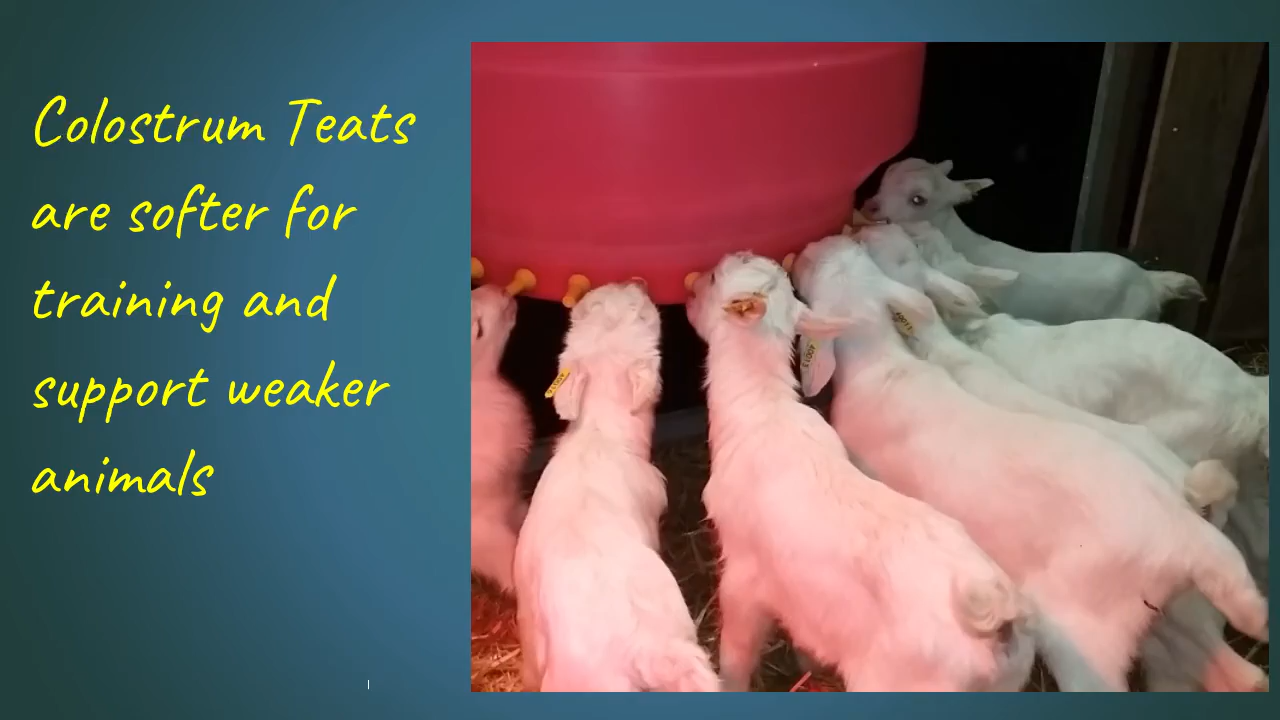 Colostrum Teats
are softer for
training and
support weaker
animals